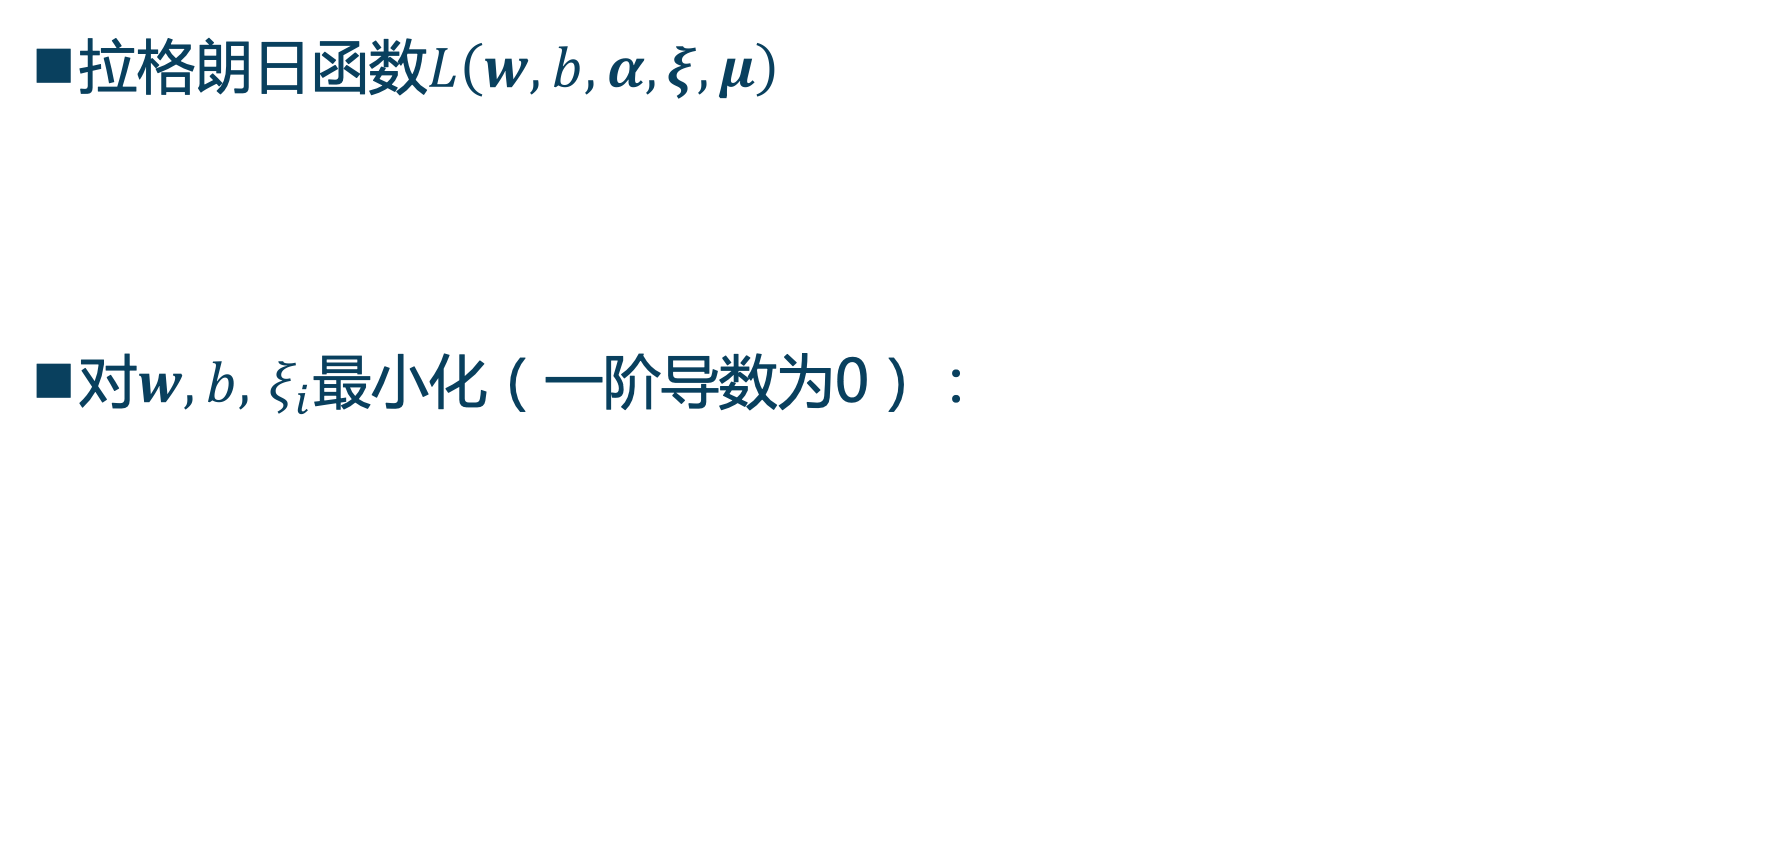 ■拉格朗日函数L(w, b, α, ξ, μ)
■对w, b, ξᵢ最小化（一阶导数为0）：